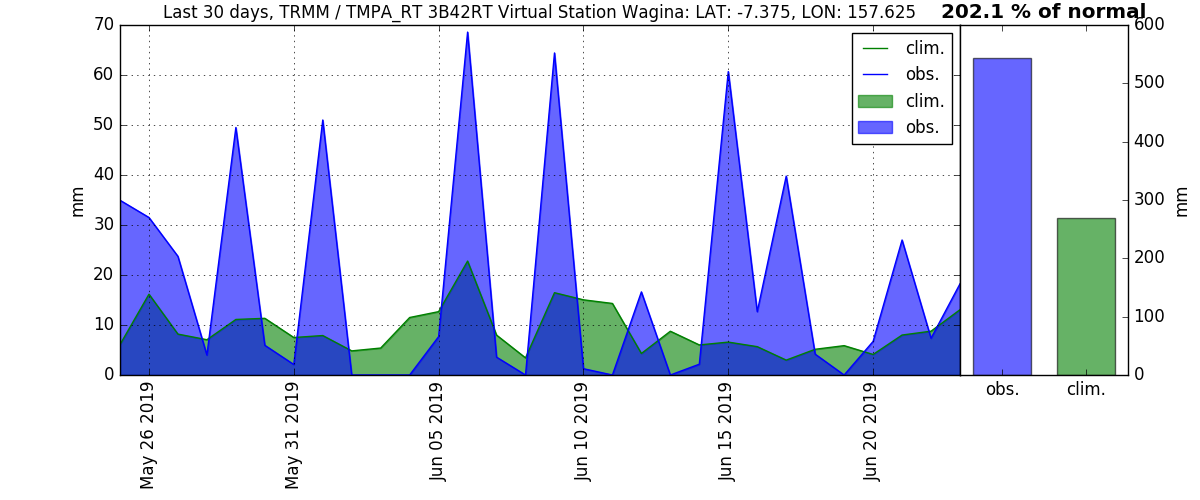 Last 30 days, TRMM / TMPA_RT 3B42RT Virtual Station Wagina: LAT: -7.375, LON: 157.625
202.1 % of normal
70
60
50
40
30
20
10
0
mm
clim.
obs.
clim.
obs.
May 26 2019
May 31 2019
Jun 05 2019
Jun 10 2019
Jun 15 2019
Jun 20 2019
600
500
400
300
200
100
0
mm
obs.
clim.